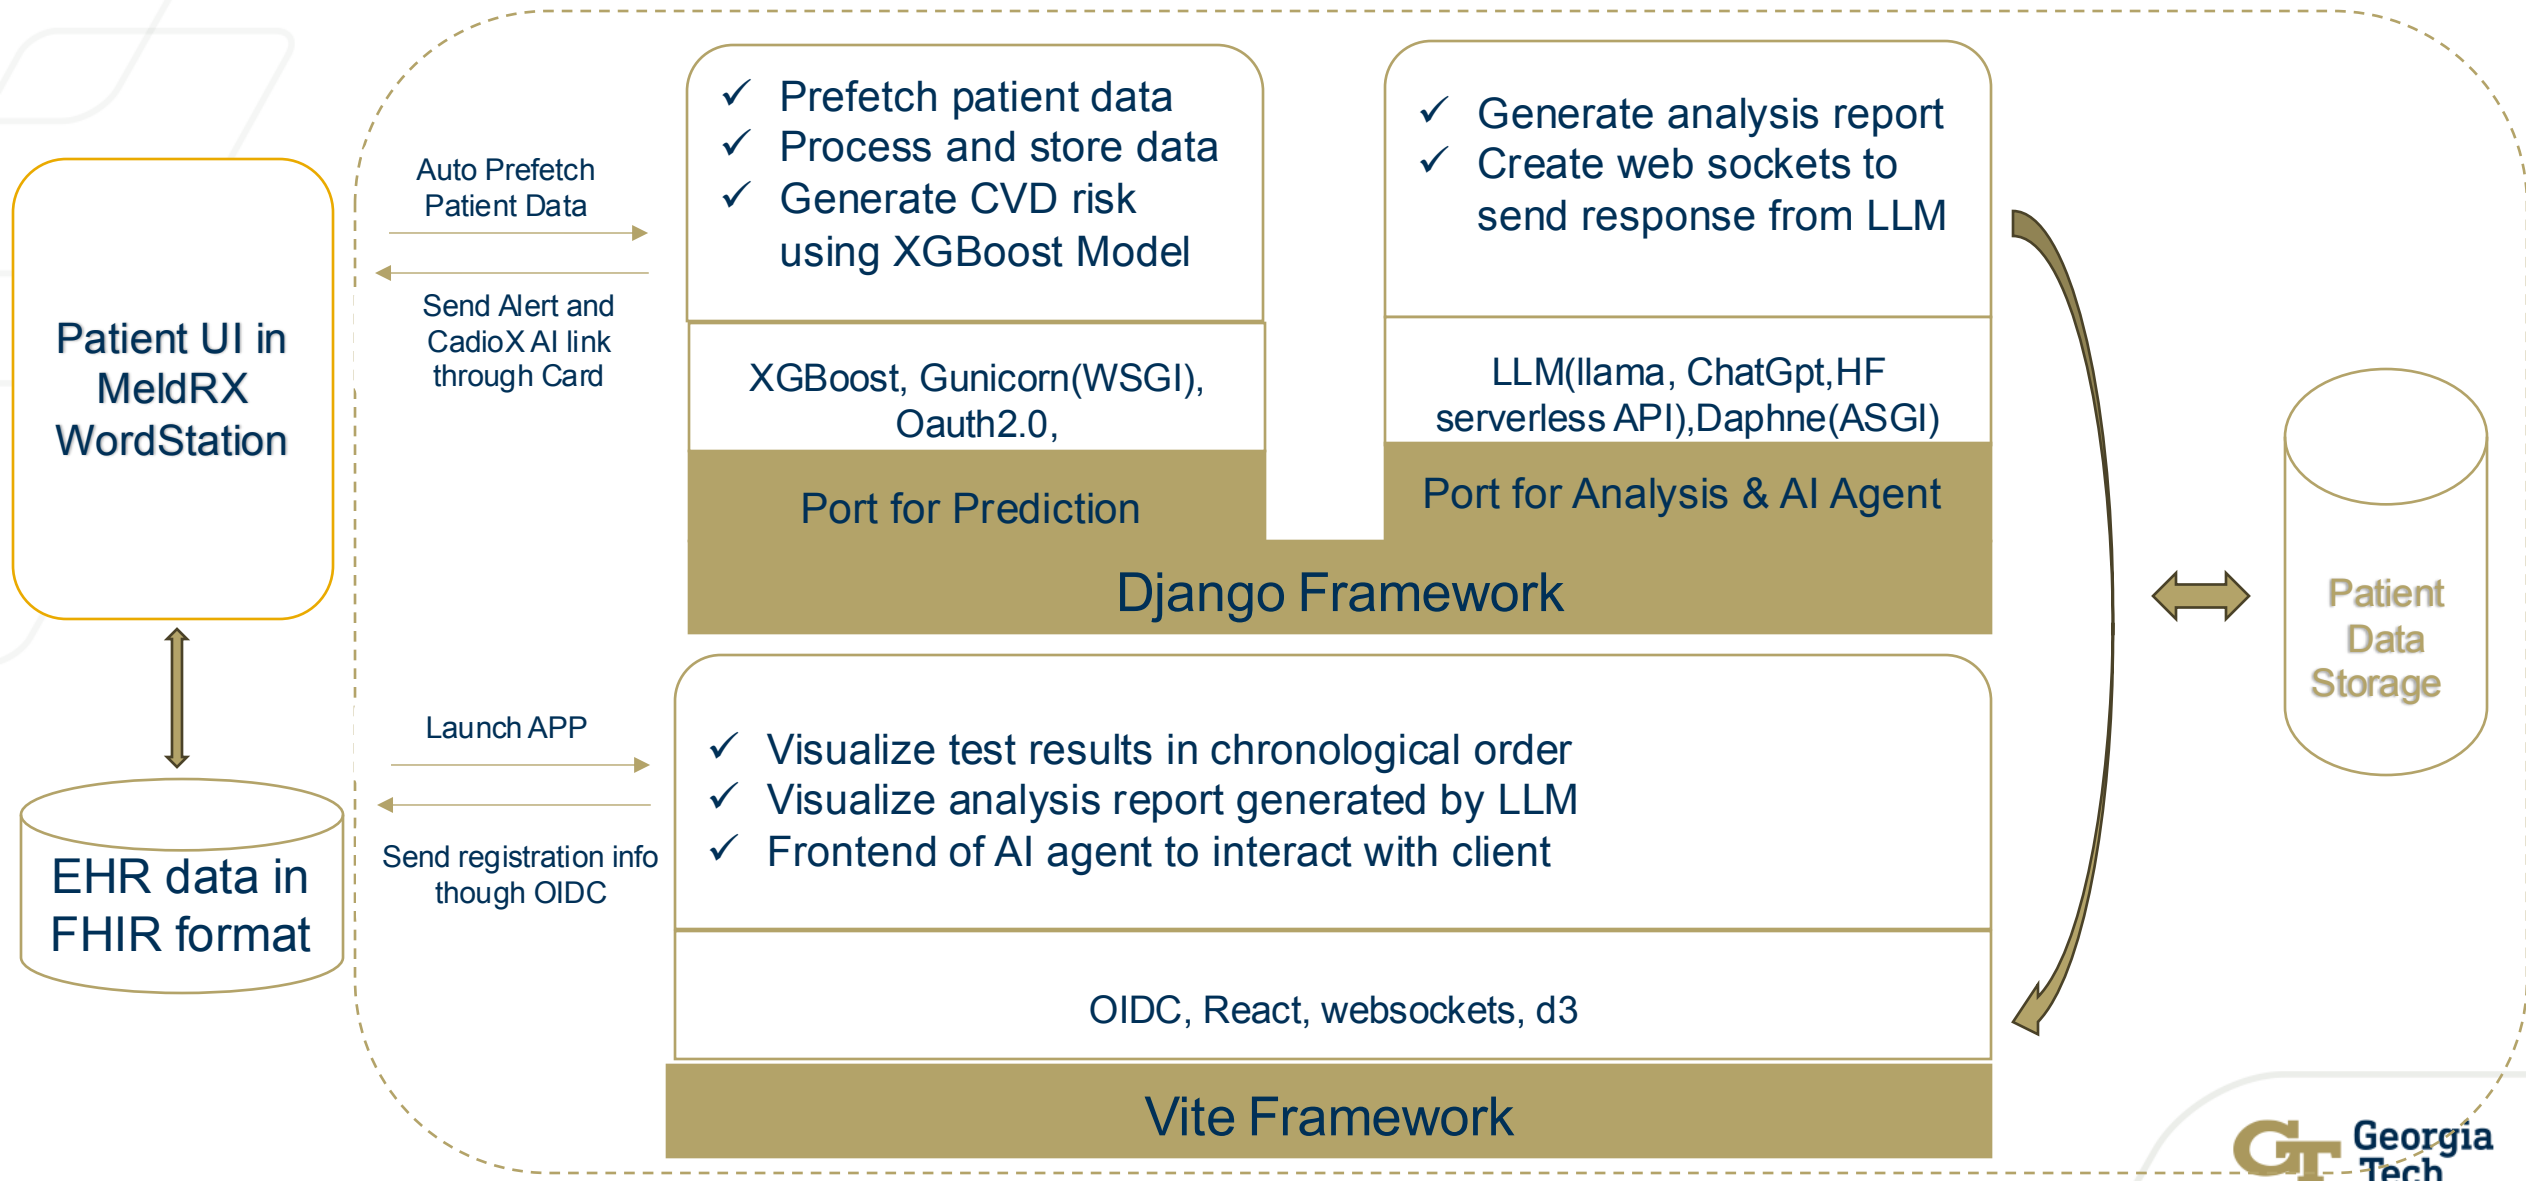 Patient UI in
MeldRX
WordStation
EHR data in
FHIR format
Auto Prefetch
Patient Data
Send Alert and
CadioX AI link
through Card
Launch APP
Send registration info
though OIDC
✓ Prefetch patient data
✓ Process and store data
✓ Generate CVD risk
using XGBoost Model
XGBoost, Gunicorn(WSGI),
Oauth2.0,
Port for Prediction
✓ Generate analysis report
✓ Create web sockets to
send response from LLM
LLM(llama, ChatGpt,HF
serverless API),Daphne(ASGI)
Port for Analysis & AI Agent
Django Framework
✓ Visualize test results in chronological order
✓ Visualize analysis report generated by LLM
✓ Frontend of AI agent to interact with client
OIDC, React, websockets, d3
Vite Framework
Patient
Data
Storage
GT Georgia
Tech